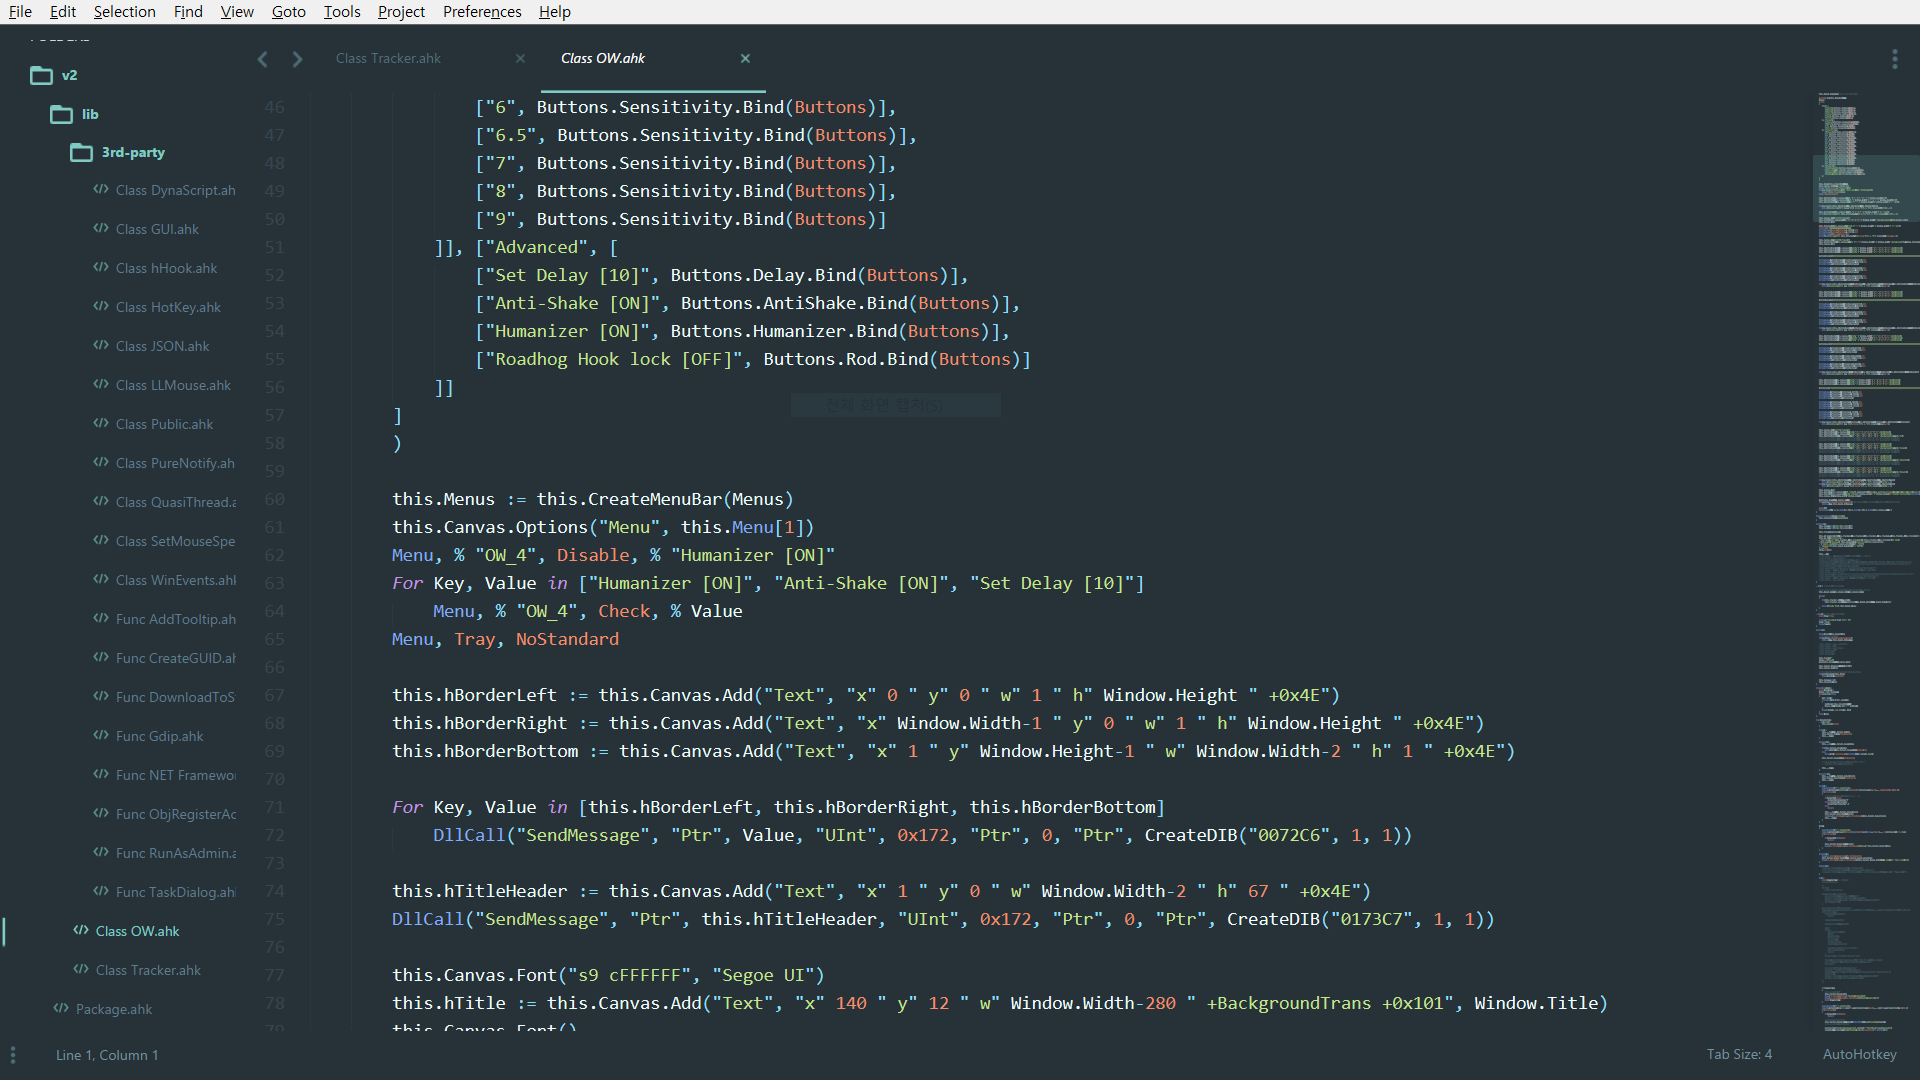 File Edit Selection Find View Goto Tools Project Preferences Help
v2
lib
3rd-party
Class DynaScript.ah
Class GUI.ahk
Class hHook.ahk
Class HotKey.ahk
Class JSON.ahk
Class LLMouse.ahk
Class Public.ahk
Class PureNotify.ah
Class QuasiThread.a
Class SetMouseSpe
Class WinEvents.ahk
Func AddTooltip.ah
Func CreateGUID.ah
Func DownloadToS
Func Gdip.ahk
Func NET Framewo
Func ObjRegisterAc
Func RunAsAdmin.a
Func TaskDialog.ah
Class OW.ahk
Class Tracker.ahk
Package.ahk
Class Tracker.ahk
Class OW.ahk
46 ["6", Buttons.Sensitivity.Bind(Buttons)],
47 ["6.5", Buttons.Sensitivity.Bind(Buttons)],
48 ["7", Buttons.Sensitivity.Bind(Buttons)],
49 ["8", Buttons.Sensitivity.Bind(Buttons)],
50 ["9", Buttons.Sensitivity.Bind(Buttons)]
51 ]], ["Advanced", [
52 ["Set Delay [10]", Buttons.Delay.Bind(Buttons)],
53 ["Anti-Shake [ON]", Buttons.AntiShake.Bind(Buttons)],
54 ["Humanizer [ON]", Buttons.Humanizer.Bind(Buttons)],
55 ["Roadhog Hook lock [OFF]", Buttons.Rod.Bind(Buttons)]
56 ]]
전체 화면 캡처(S)
57 ]
58 )
59
60 this.Menus := this.CreateMenuBar(Menus)
61 this.Canvas.Options("Menu", this.Menu[1])
62 Menu, % "OW_4", Disable, % "Humanizer [ON]"
63 For Key, Value in ["Humanizer [ON]", "Anti-Shake [ON]", "Set Delay [10]"]
64 Menu, % "OW_4", Check, % Value
65 Menu, Tray, NoStandard
66
67 this.hBorderLeft := this.Canvas.Add("Text", "x" 0 " y" 0 " w" 1 " h" Window.Height " +0x4E")
68 this.hBorderRight := this.Canvas.Add("Text", "x" Window.Width-1 " y" 0 " w" 1 " h" Window.Height " +0x4E")
69 this.hBorderBottom := this.Canvas.Add("Text", "x" 1 " y" Window.Height-1 " w" Window.Width-2 " h" 1 " +0x4E")
70
71 For Key, Value in [this.hBorderLeft, this.hBorderRight, this.hBorderBottom]
72 DllCall("SendMessage", "Ptr", Value, "UInt", 0x172, "Ptr", 0, "Ptr", CreateDIB("0072C6", 1, 1))
73
74 this.hTitleHeader := this.Canvas.Add("Text", "x" 1 " y" 0 " w" Window.Width-2 " h" 67 " +0x4E")
75 DllCall("SendMessage", "Ptr", this.hTitleHeader, "UInt", 0x172, "Ptr", 0, "Ptr", CreateDIB("0173C7", 1, 1))
76
77 this.Canvas.Font("s9 cFFFFFF", "Segoe UI")
78 this.hTitle := this.Canvas.Add("Text", "x" 140 " y" 12 " w" Window.Width-280 " +BackgroundTrans +0x101", Window.Title)
79 this.Canvas.Font()
Line 1, Column 1
Tab Size: 4
AutoHotkey